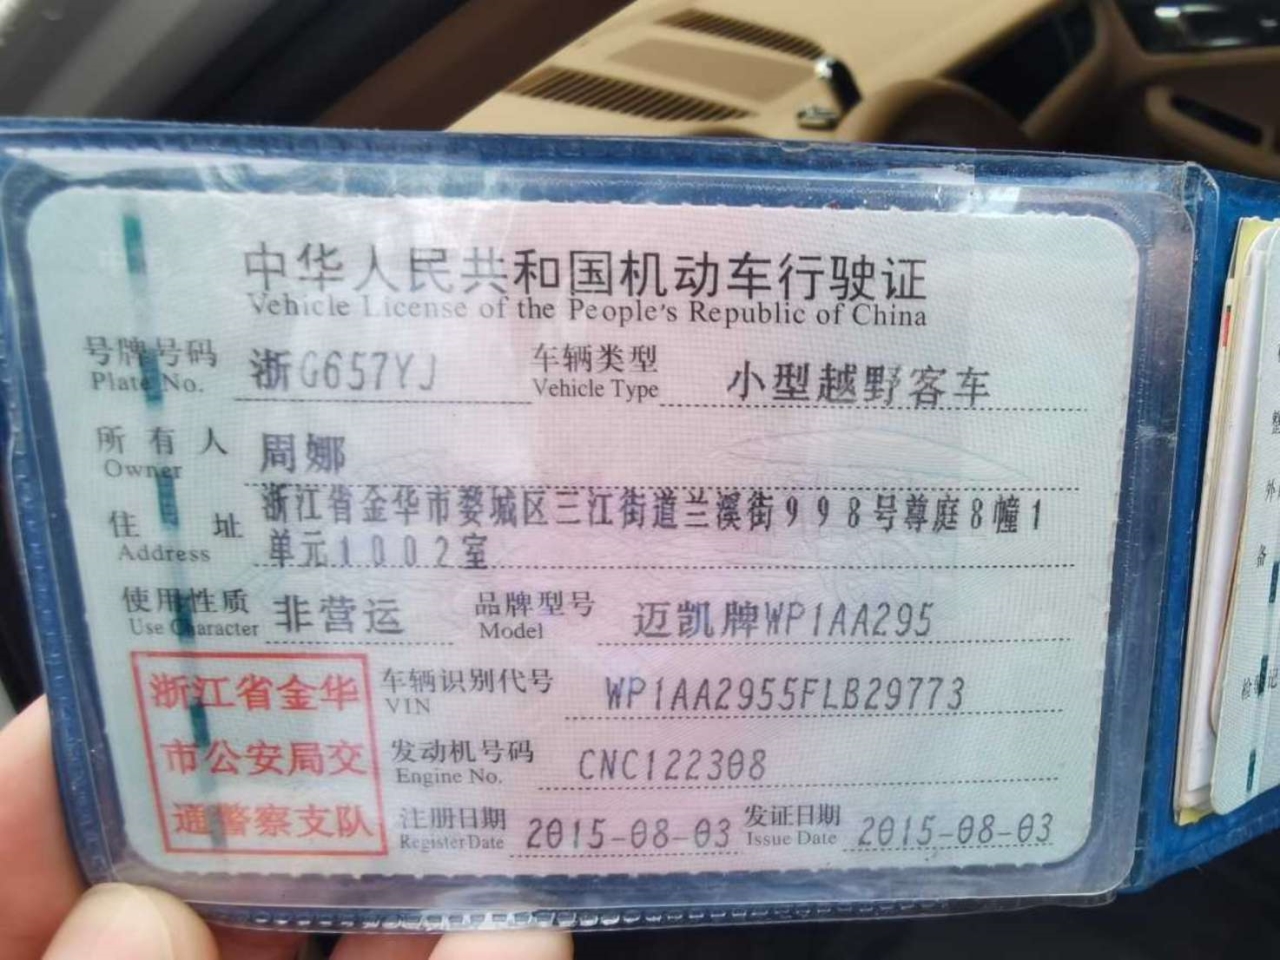 中华人民共和国机动车行驶证
Vehicle License of the People's Republic of China
号牌号码 浙G657YJ 车辆类型 小型越野客车
Plate No. Vehicle Type
所有人 周娜
Owner
住址 浙江省金华市婺城区三江街道兰溪街998号尊庭8幢1
Address 单元1002室
使用性质 非营运 品牌型号 迈凯牌WP1AA295
Use Character Model
浙江省金华
市公安局交
通警察支队
车辆识别代号 WP1AA2955FLB29773
VIN
发动机号码 CNC122308
Engine No.
注册日期 2015-08-03 发证日期 2015-08-03
Register Date Issue Date